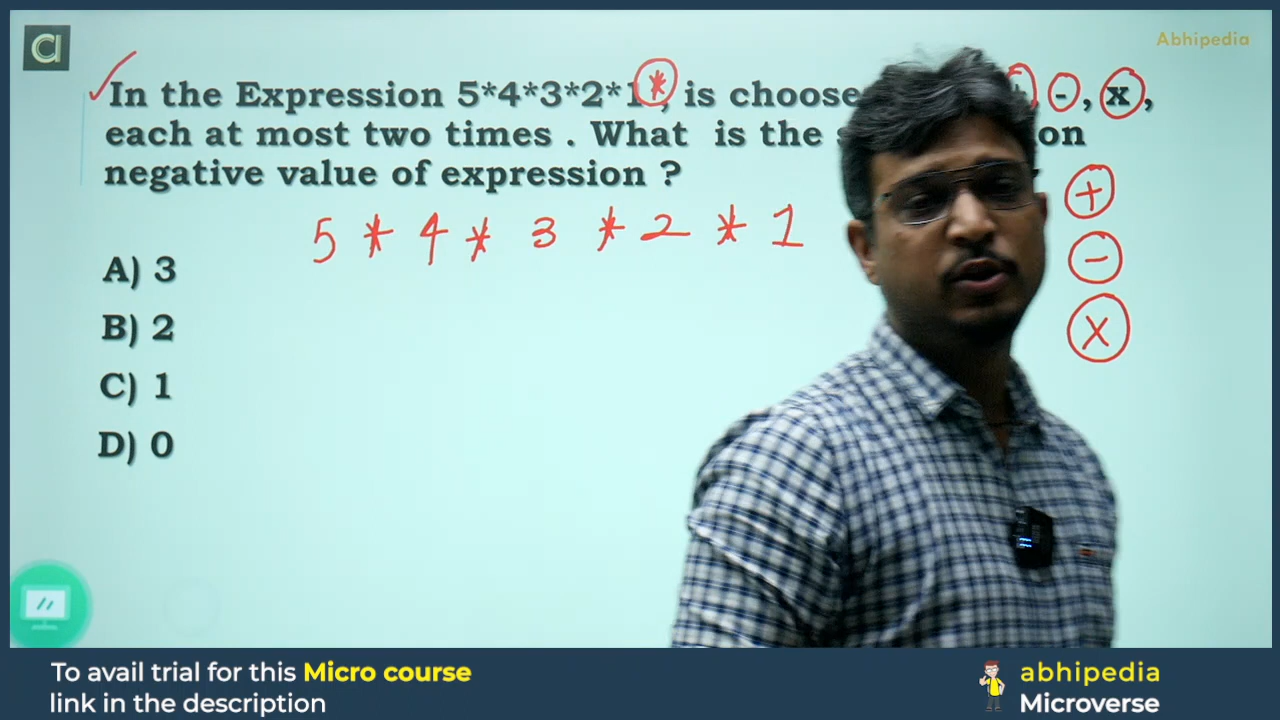 Abhipedia
In the Expression 5*4*3*2*1 * , is choose + , - , x ,
each at most two times . What is the on
negative value of expression ?
5 * 4 * 3 * 2 * 1
+
-
x
A) 3
B) 2
C) 1
D) 0
To avail trial for this Micro course
link in the description
abhipedia
Microverse